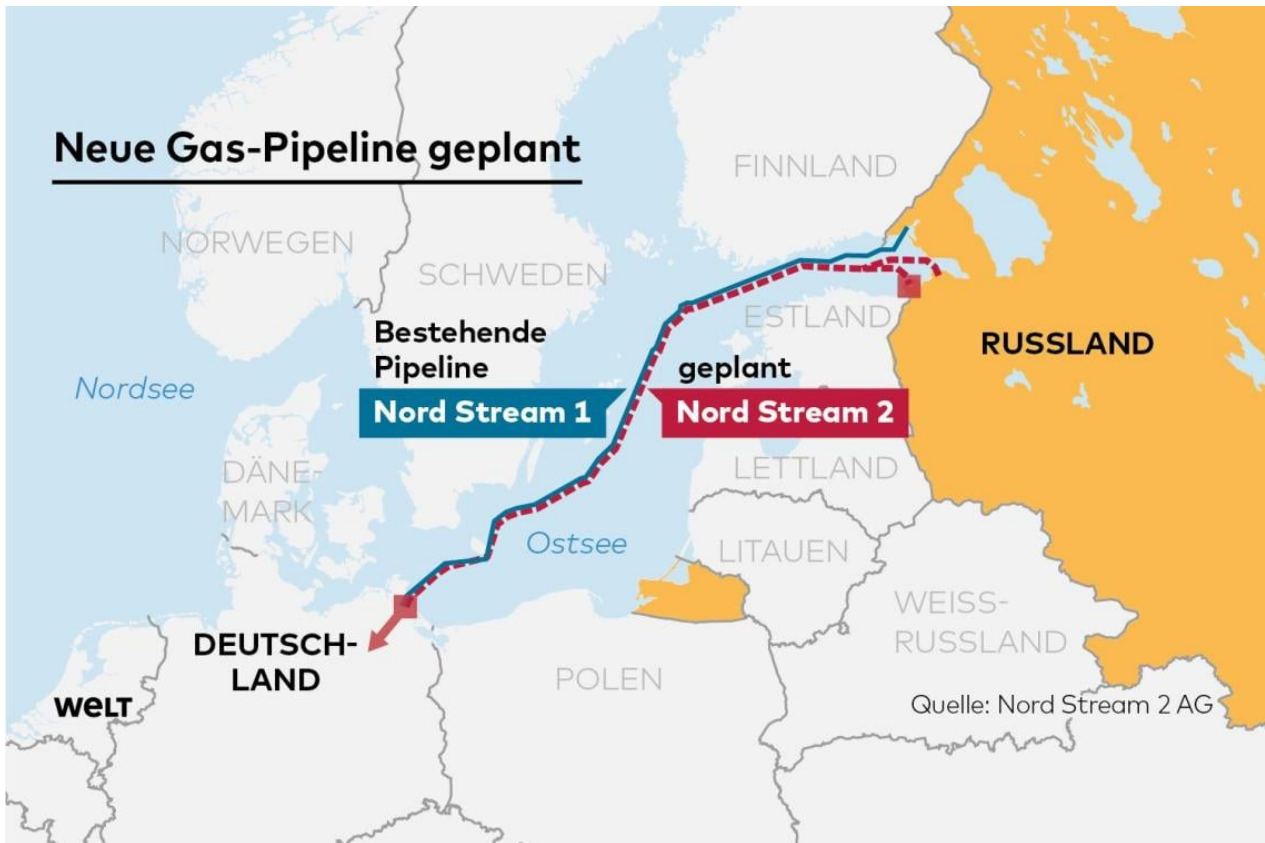 Neue Gas-Pipeline geplant
FINNLAND
NORWEGEN
SCHWEDEN
ESTLAND
Bestehende
Pipeline
Nord Stream 1
geplant
Nord Stream 2
RUSSLAND
Nordsee
DÄNE-
MARK
LETTLAND
Ostsee
LITAUEN
WEISS-
RUSSLAND
DEUTSCH-
LAND
POLEN
WELT
Quelle: Nord Stream 2 AG